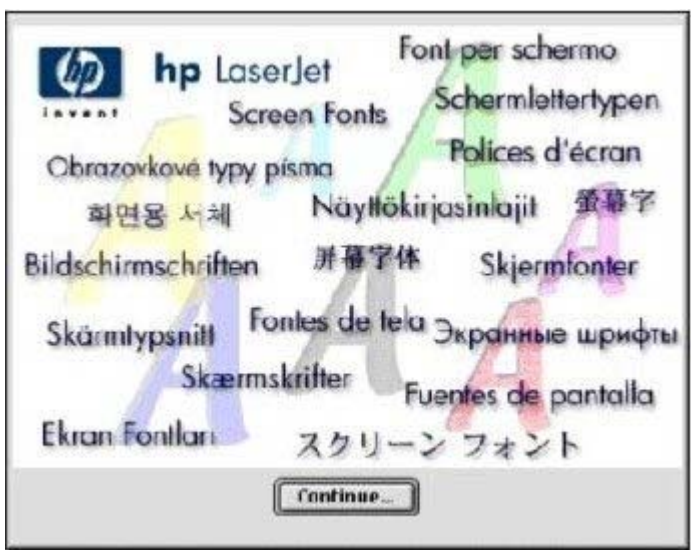 Font per schermo
hp
hp LaserJet
invent
Screen Fonts
Schermlettertypen
Obrazovkové typy písma
Polices d'écran
화면용 서체
Näyttökirjasinlajit
螢幕字
Bildschirmschriften
屏幕字体
Skjermfonter
Skärmtypsnitt
Fontes de tela
Экранные шрифты
Skærmskrifter
Fuentes de pantalla
Ekran Fontları
スクリーン フォント
Continue...